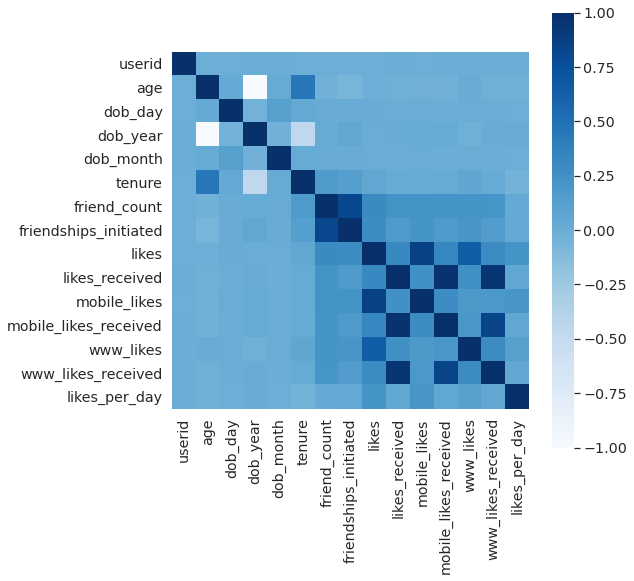 userid
age
dob_day
dob_year
dob_month
tenure
friend_count
friendships_initiated
likes
likes_received
mobile_likes
mobile_likes_received
www_likes
www_likes_received
likes_per_day
userid
age
dob_day
dob_year
dob_month
tenure
friend_count
friendships_initiated
likes
likes_received
mobile_likes
mobile_likes_received
www_likes
www_likes_received
likes_per_day
1.00
0.75
0.50
0.25
0.00
−0.25
−0.50
−0.75
−1.00